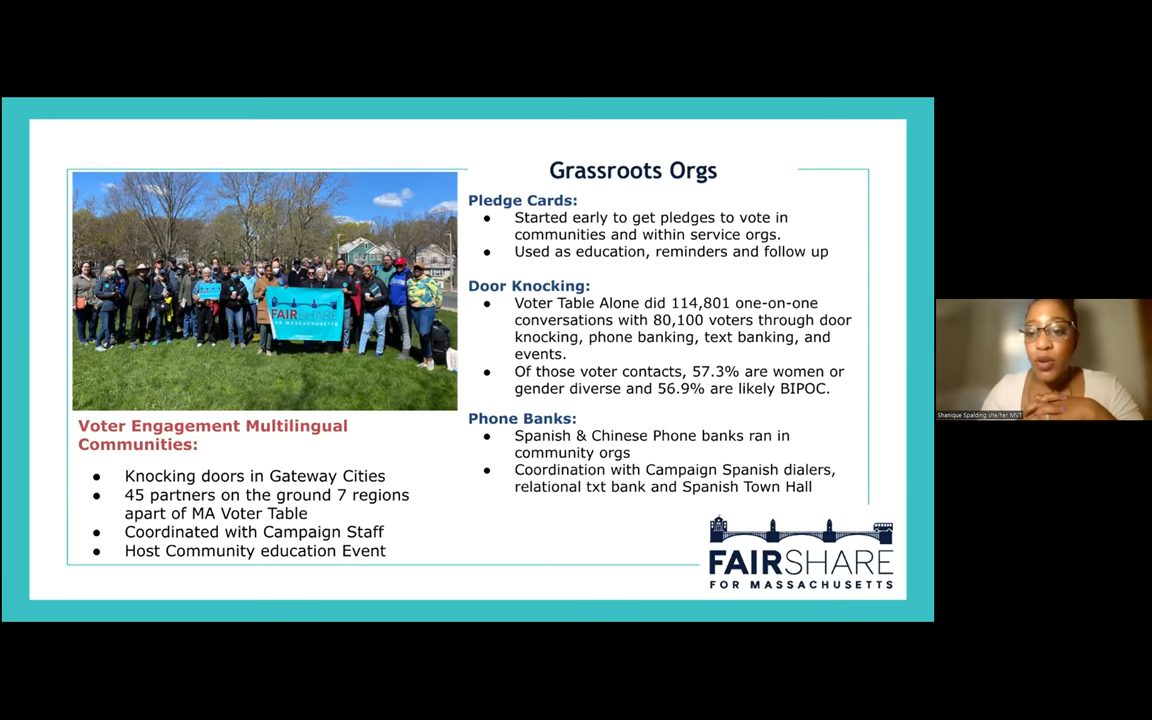 Grassroots Orgs
Pledge Cards:
● Started early to get pledges to vote in
communities and within service orgs.
● Used as education, reminders and follow up
Door Knocking:
● Voter Table Alone did 114,801 one-on-one
conversations with 80,100 voters through door
knocking, phone banking, text banking, and
events.
● Of those voter contacts, 57.3% are women or
gender diverse and 56.9% are likely BIPOC.
Phone Banks:
● Spanish & Chinese Phone banks ran in
community orgs
● Coordination with Campaign Spanish dialers,
relational txt bank and Spanish Town Hall
FAIRSHARE
FOR MASSACHUSETTS
Voter Engagement Multilingual
Communities:
● Knocking doors in Gateway Cities
● 45 partners on the ground 7 regions
apart of MA Voter Table
● Coordinated with Campaign Staff
● Host Community education Event
FAIRSHARE
FOR MASSACHUSETTS
Shanique Spalding she/her MVT